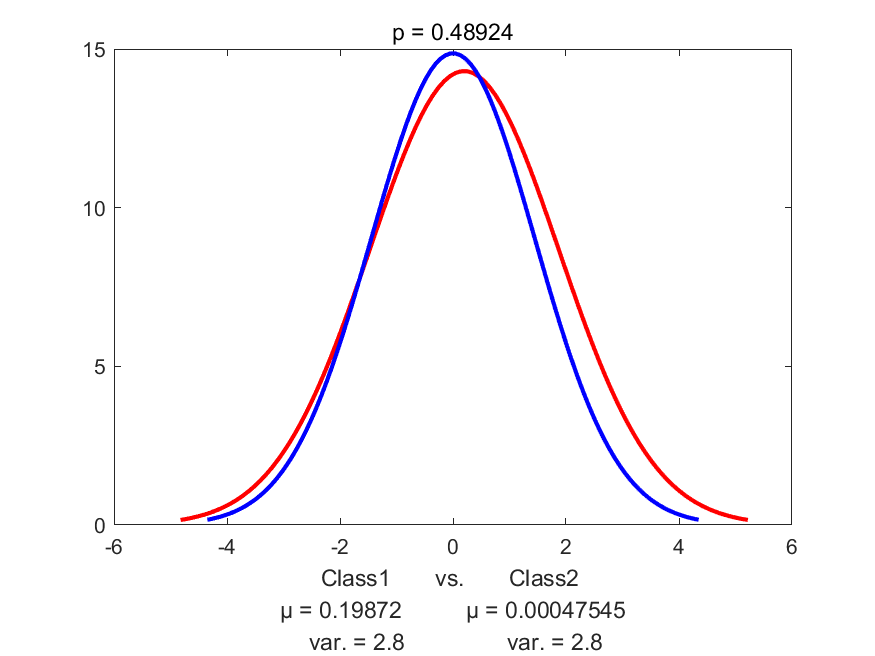 p = 0.48924
15
10
5
0
-6 -4 -2 0 2 4 6
Class1 vs. Class2
μ = 0.19872 μ = 0.00047545
var. = 2.8 var. = 2.8